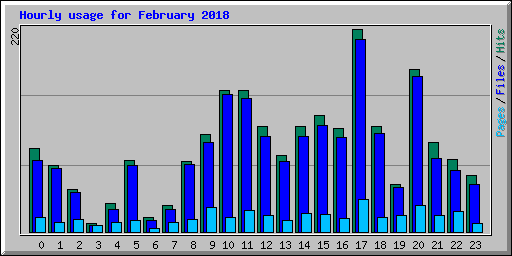 Hourly usage for February 2018
220
Pages / Files / Hits
0 1 2 3 4 5 6 7 8 9 10 11 12 13 14 15 16 17 18 19 20 21 22 23